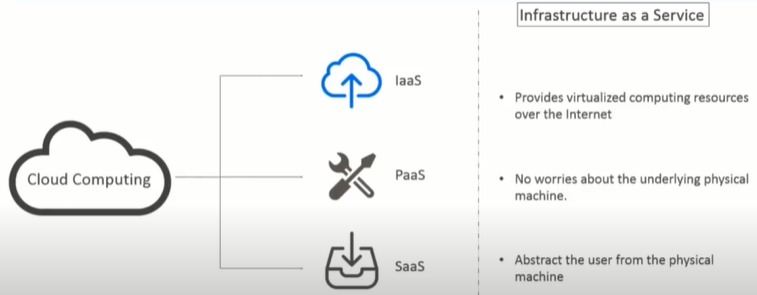 Infrastructure as a Service
Cloud Computing
IaaS
PaaS
SaaS
• Provides virtualized computing resources
over the Internet
• No worries about the underlying physical
machine.
• Abstract the user from the physical
machine